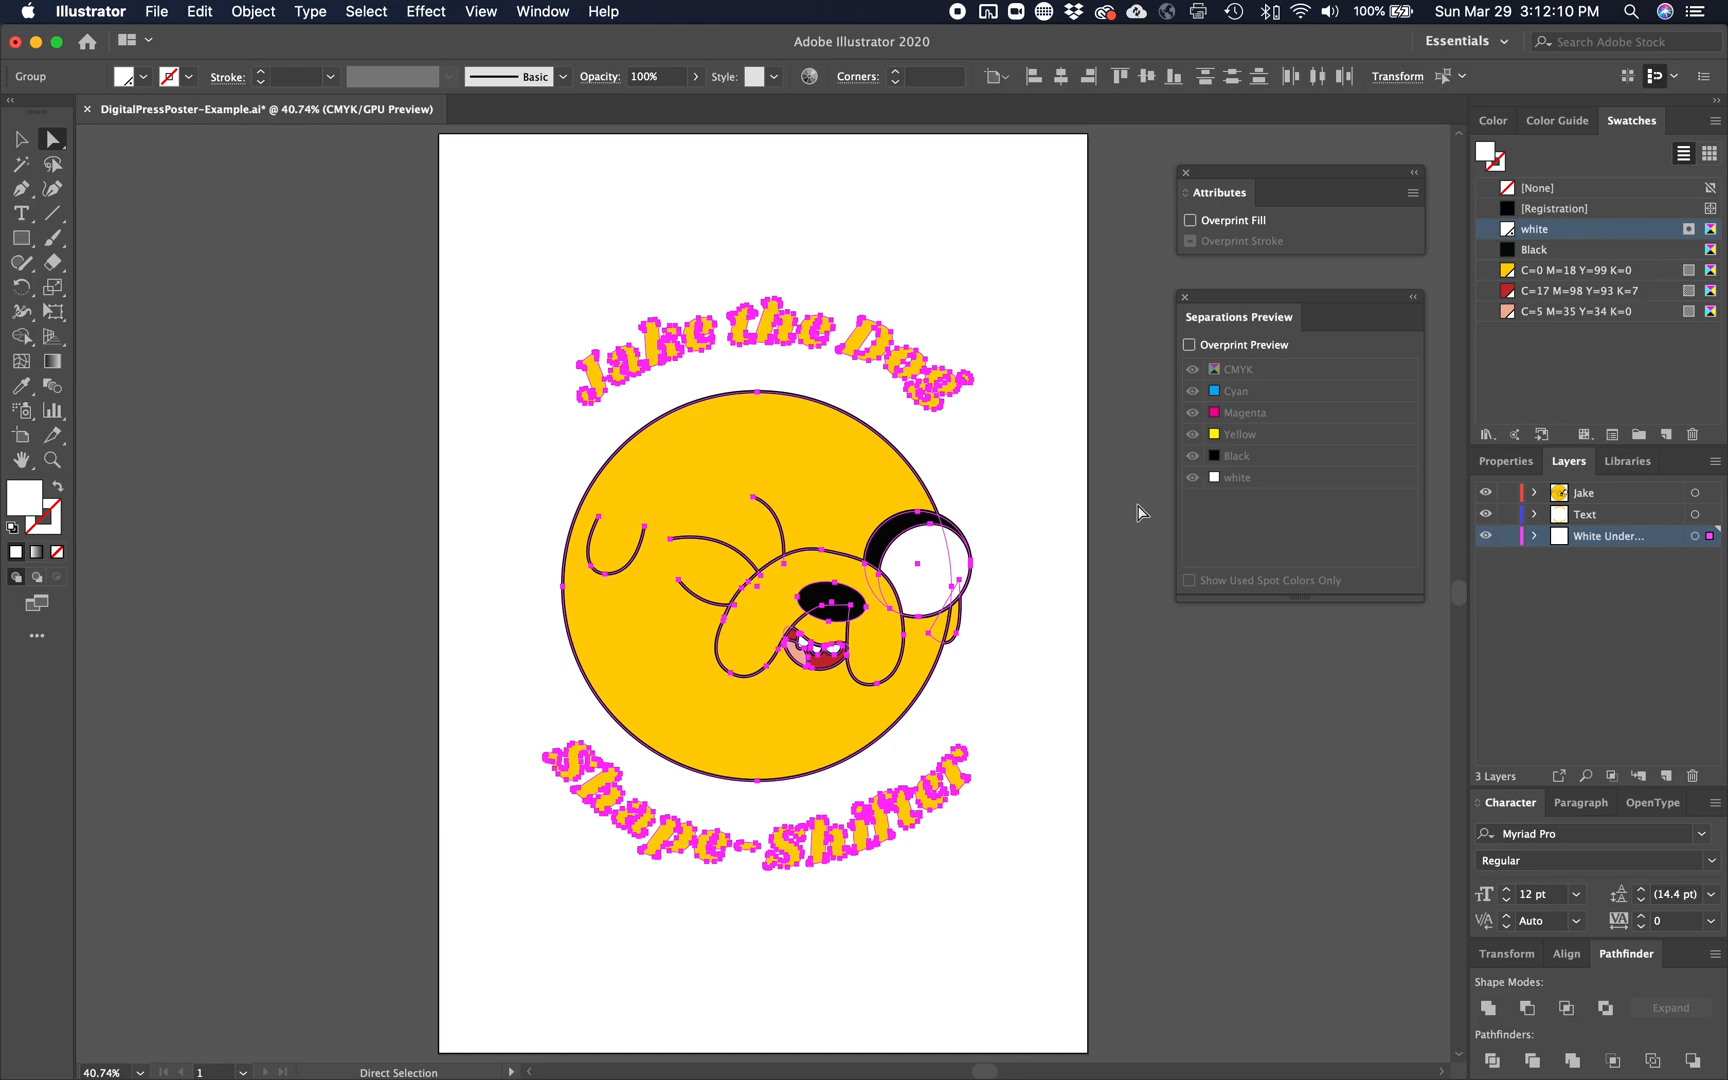 Illustrator File Edit Object Type Select Effect View Window Help 100% Sun Mar 29 3:12:10 PM
Adobe Illustrator 2020 Essentials Search Adobe Stock
Group Stroke: Basic Opacity: 100% Style: Corners: Transform
DigitalPressPoster-Example.ai* @ 40.74% (CMYK/GPU Preview)
Color Color Guide Swatches
[None]
[Registration]
white
Black
C=0 M=18 Y=99 K=0
C=17 M=98 Y=93 K=7
C=5 M=35 Y=34 K=0
Attributes
Overprint Fill
Overprint Stroke
Separations Preview
Overprint Preview
CMYK
Cyan
Magenta
Yellow
Black
white
Show Used Spot Colors Only
Jake the Dog
Shape-shifter
Properties Layers Libraries
Jake
Text
White Under...
3 Layers
Character Paragraph OpenType
Myriad Pro
Regular
12 pt (14.4 pt)
Auto 0
Transform Align Pathfinder
Shape Modes:
Expand
Pathfinders:
40.74% 1 Direct Selection